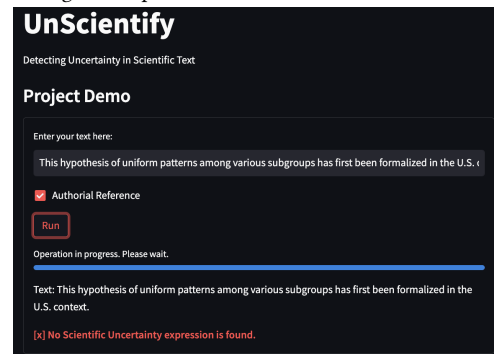 UnScientify
Detecting Uncertainty in Scientific Text
Project Demo
Enter your text here:
This hypothesis of uniform patterns among various subgroups has first been formalized in the U.S.
Authorial Reference
Run
Operation in progress. Please wait.
Text: This hypothesis of uniform patterns among various subgroups has first been formalized in the
U.S. context.
[x] No Scientific Uncertainty expression is found.